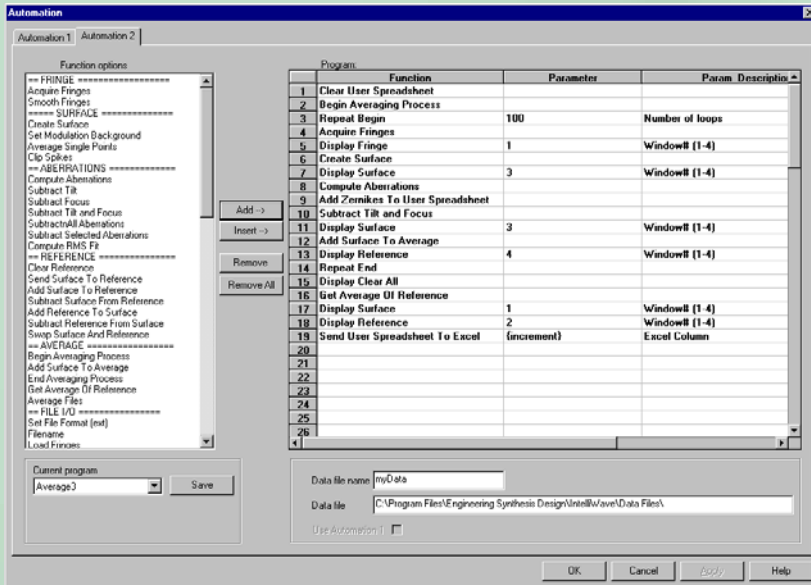 Automation
Automation 1 Automation 2
Function options
== FRINGE ==================
Acquire Fringes
Smooth Fringes
===== SURFACE ============
Create Surface
Set Modulation Background
Average Single Points
Clip Spikes
== ABERRATIONS =============
Compute Aberrations
Subtract Tilt
Subtract Focus
Subtract Tilt and Focus
SubtractnAll Aberrations
Subtract Selected Aberrations
Compute RMS Fit
== REFERENCE ===============
Clear Reference
Send Surface To Reference
Add Surface To Reference
Subtract Surface From Reference
Add Reference To Surface
Subtract Reference From Surface
Swap Surface And Reference
== AVERAGE =================
Begin Averaging Process
Add Surface To Average
End Averaging Process
Get Average Of Reference
Average Files
== FILE I/O ================
Set File Format (ext)
Filename
Load Fringes
Add -->
Insert -->
Remove
Remove All
Program:
Function Parameter Param Description
1 Clear User Spreadsheet
2 Begin Averaging Process
3 Repeat Begin 100 Number of loops
4 Acquire Fringes
5 Display Fringe 1 Window# (1-4)
6 Create Surface
7 Display Surface 3 Window# (1-4)
8 Compute Aberrations
9 Add Zernikes To User Spreadsheet
10 Subtract Tilt and Focus
11 Display Surface 3 Window# (1-4)
12 Add Surface To Average
13 Display Reference 4 Window# (1-4)
14 Repeat End
15 Display Clear All
16 Get Average Of Reference
17 Display Surface 1 Window# (1-4)
18 Display Reference 2 Window# (1-4)
19 Send User Spreadsheet To Excel {increment} Excel Column
20
21
22
23
24
25
26
Current program
Average3 Save
Data file name myData
Data file C:\Program Files\Engineering Synthesis Design\IntelliWave\Data Files\
Use Automation 1
OK Cancel Apply Help